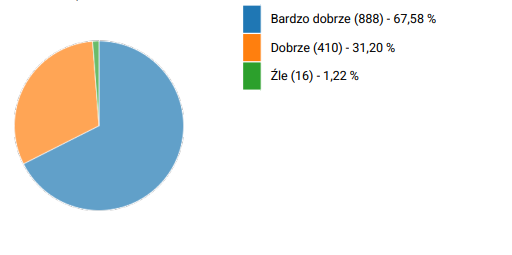 Bardzo dobrze (888) - 67,58 %
Dobrze (410) - 31,20 %
Źle (16) - 1,22 %